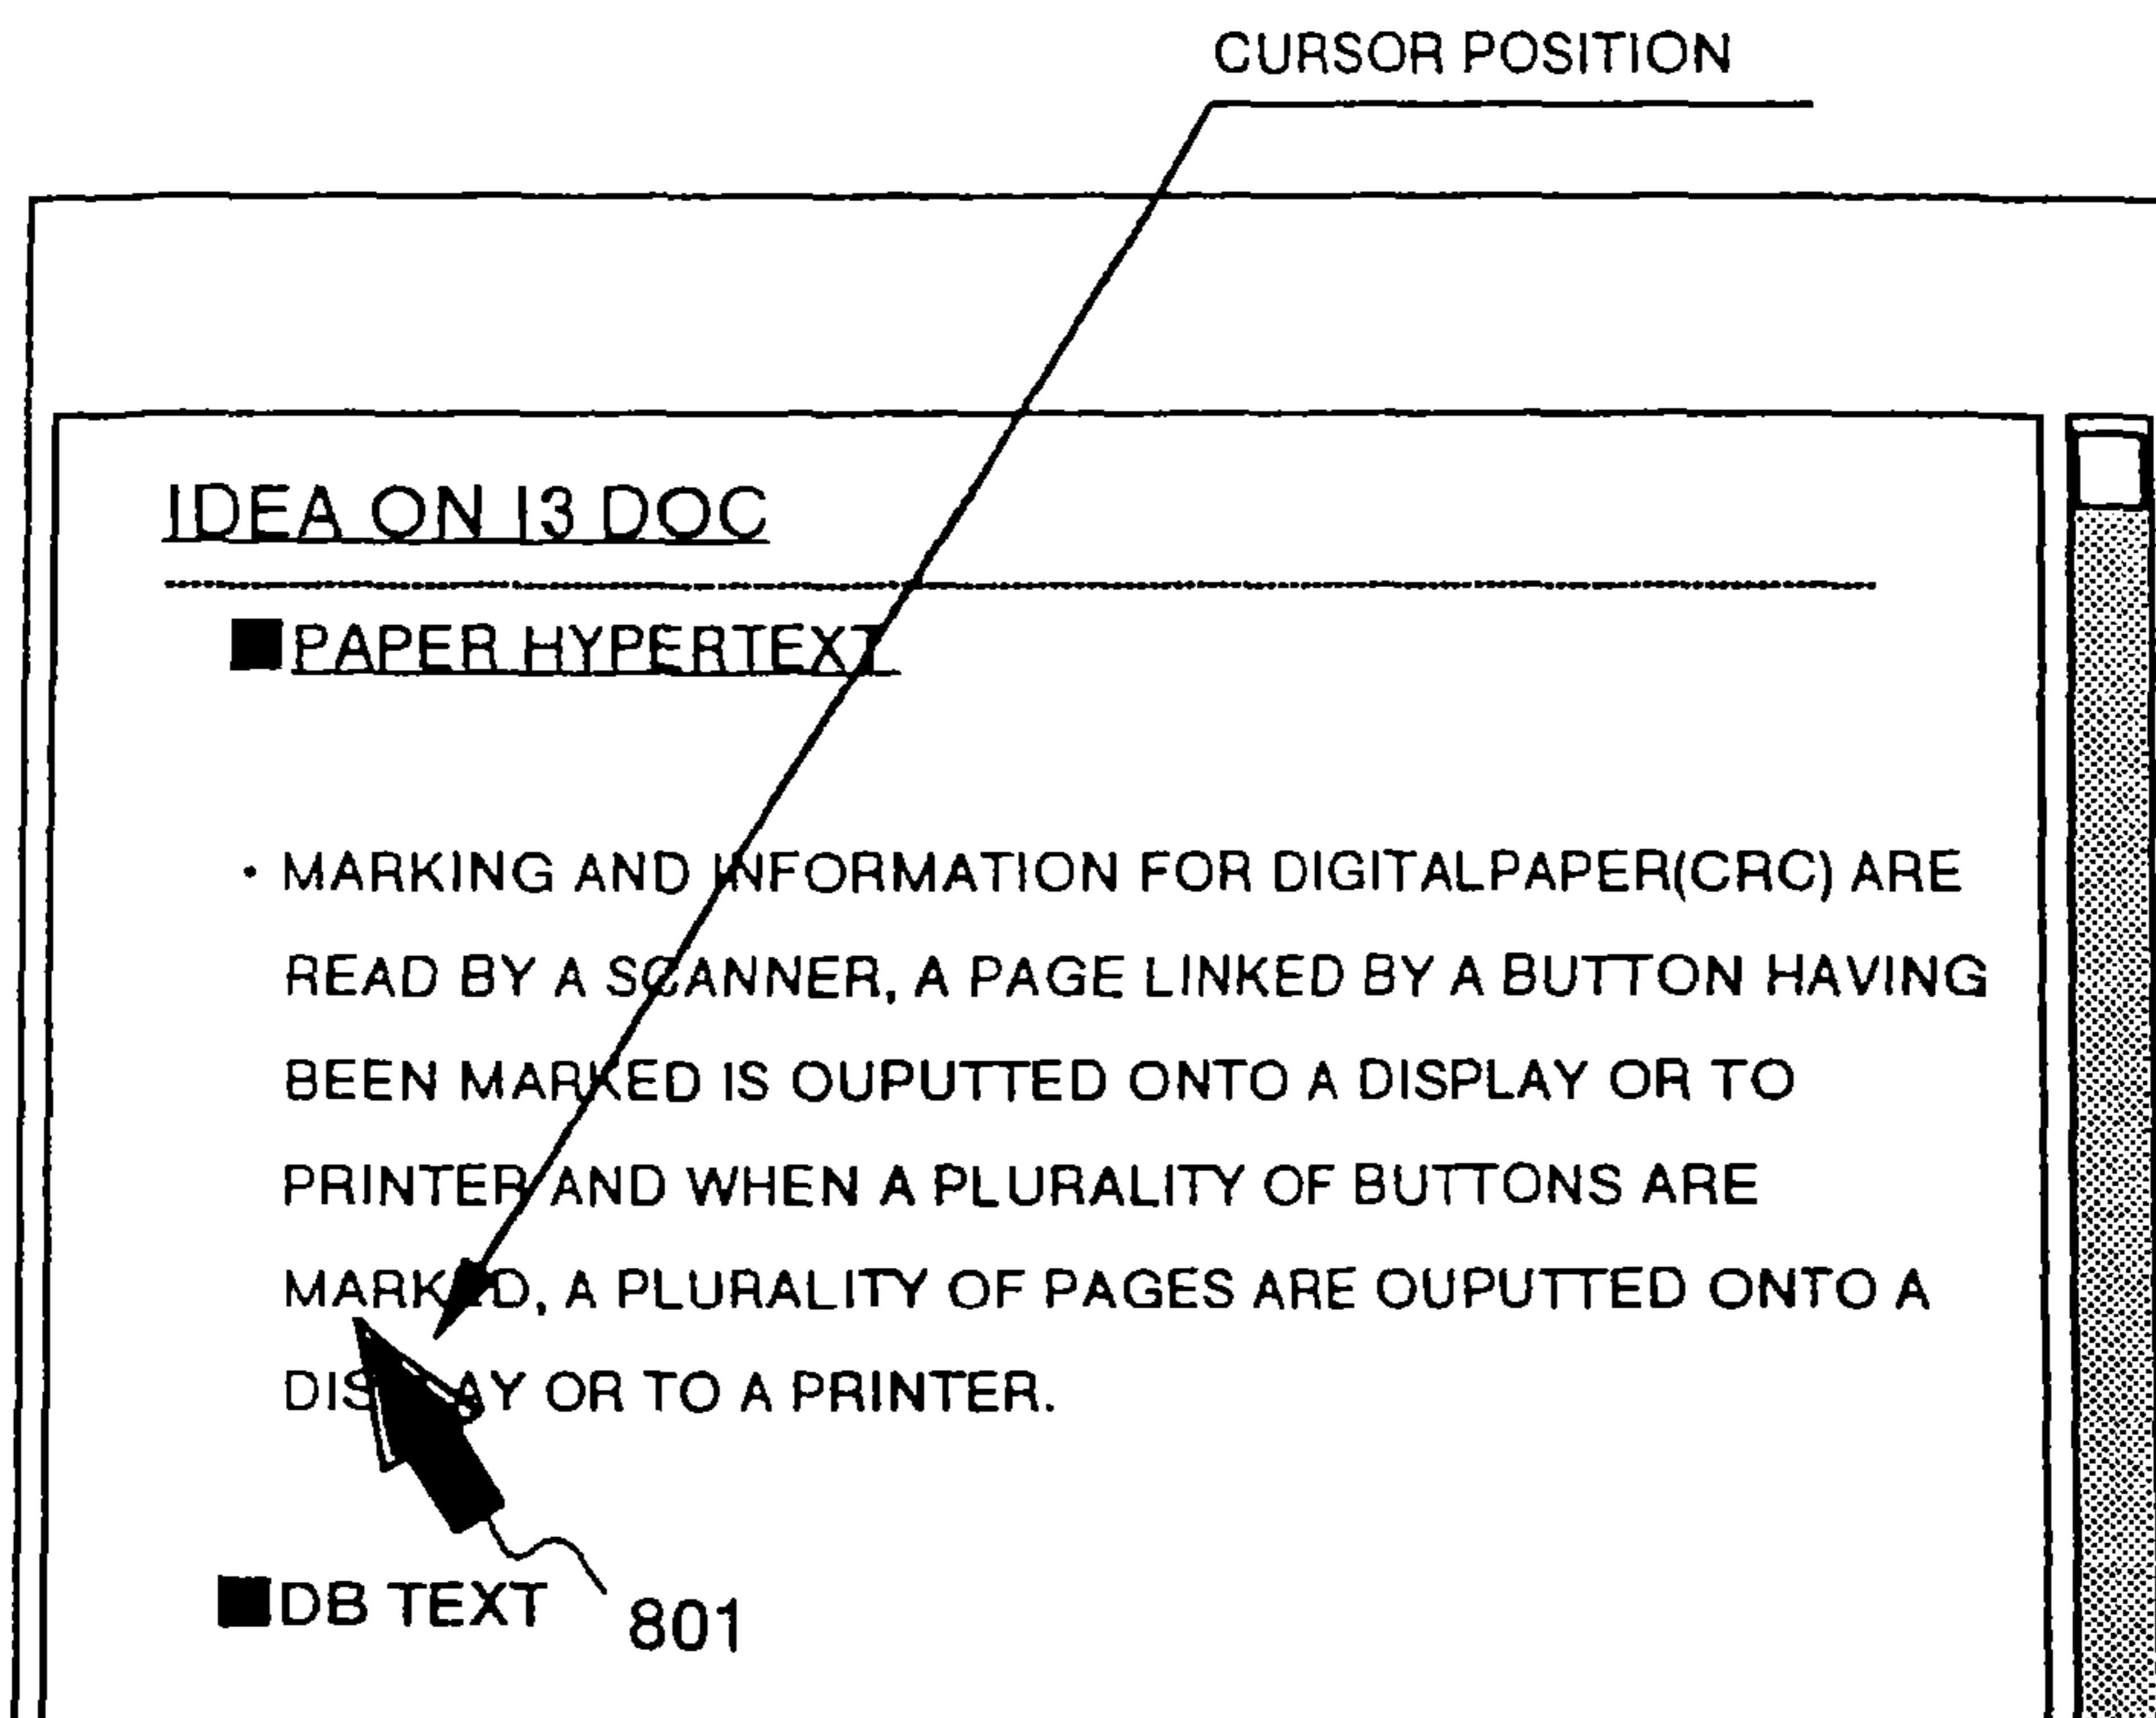 CURSOR POSITION
IDEA ON I3 DOC
■PAPER HYPERTEXT
・MARKING AND INFORMATION FOR DIGITALPAPER(CRC) ARE
READ BY A SCANNER, A PAGE LINKED BY A BUTTON HAVING
BEEN MARKED IS OUPUTTED ONTO A DISPLAY OR TO
PRINTER AND WHEN A PLURALITY OF BUTTONS ARE
MARKED, A PLURALITY OF PAGES ARE OUPUTTED ONTO A
DISPLAY OR TO A PRINTER.
■DB TEXT
801